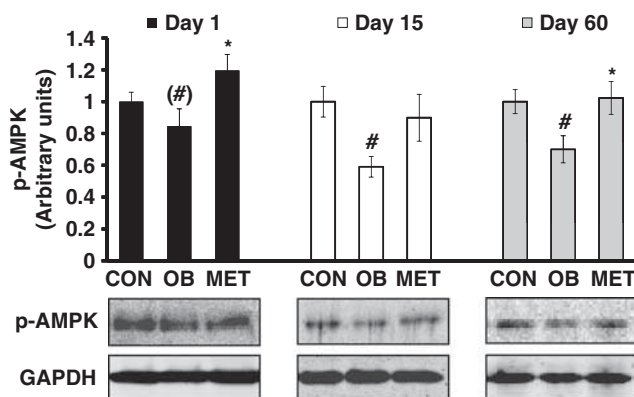 Day 1 Day 15 Day 60
p-AMPK
(Arbitrary units)
1.4
1.2
1
0.8
0.6
0.4
0.2
0
(#) * # # *
CON OB MET CON OB MET CON OB MET
p-AMPK
GAPDH